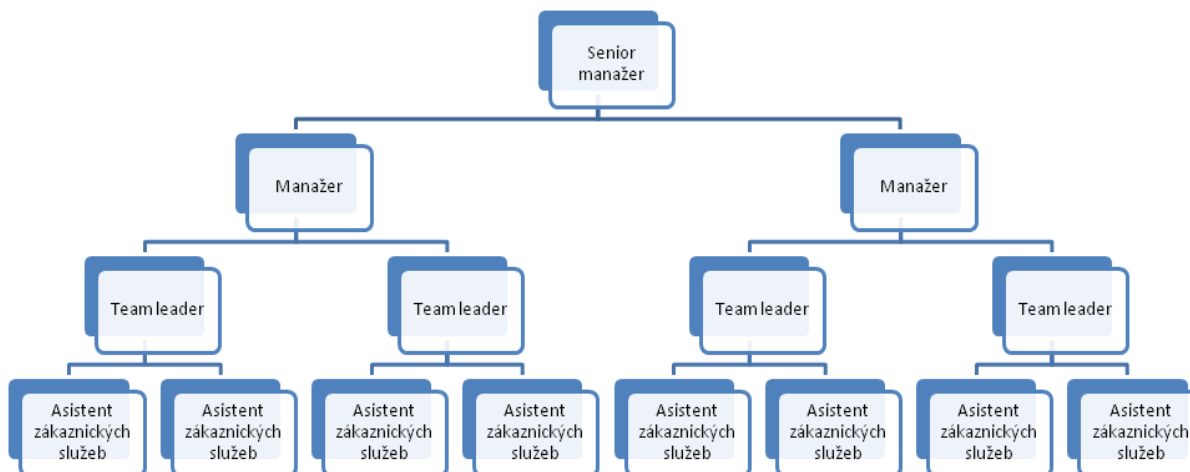 Senior
manažer
Manažer
Manažer
Team leader
Team leader
Team leader
Team leader
Asistent
zákaznických
služeb
Asistent
zákaznických
služeb
Asistent
zákaznických
služeb
Asistent
zákaznických
služeb
Asistent
zákaznických
služeb
Asistent
zákaznických
služeb
Asistent
zákaznických
služeb
Asistent
zákaznických
služeb